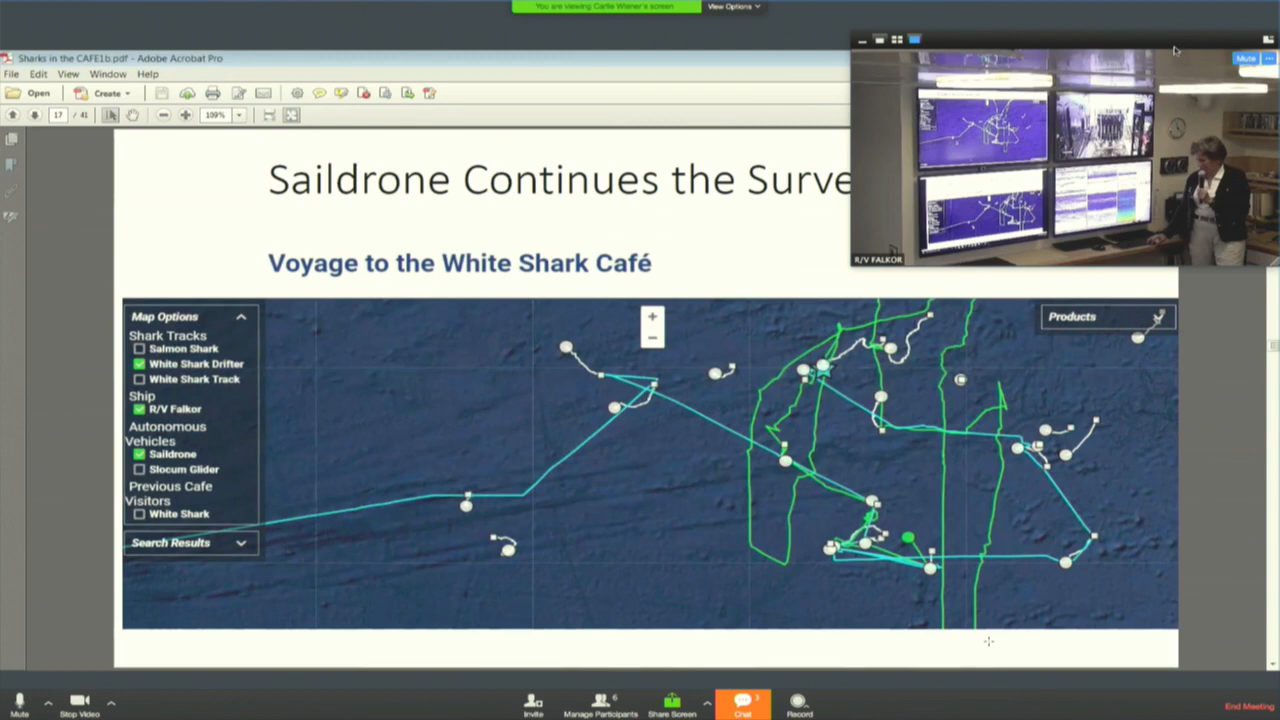 You are viewing Carlie Wiener's screen
View Options
Sharks in the CAFE1b.pdf - Adobe Acrobat Pro
File Edit View Window Help
Open
Create
17 / 41
109%
Mute
R/V FALKOR
Saildrone Continues the Surve
Voyage to the White Shark Café
Map Options
Shark Tracks
Salmon Shark
White Shark Drifter
White Shark Track
Ship
R/V Falkor
Autonomous
Vehicles
Saildrone
Slocum Glider
Previous Cafe
Visitors
White Shark
Search Results
+
−
Products
Mute
Stop Video
Invite
6
Manage Participants
Share Screen
3
Chat
Record
End Meeting